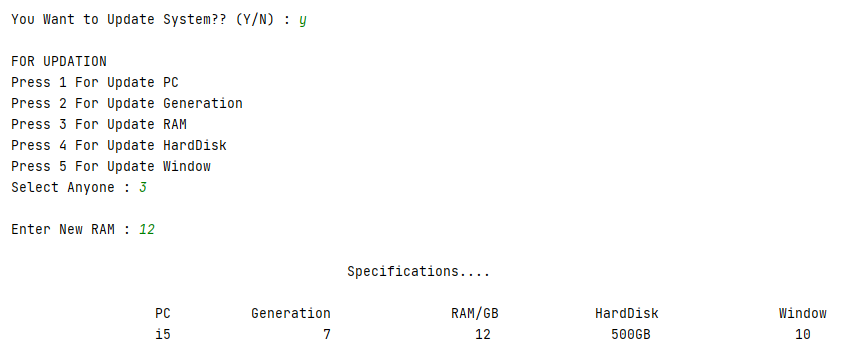 You Want to Update System?? (Y/N) : y
FOR UPDATION
Press 1 For Update PC
Press 2 For Update Generation
Press 3 For Update RAM
Press 4 For Update HardDisk
Press 5 For Update Window
Select Anyone : 3
Enter New RAM : 12
Specifications....
PC Generation RAM/GB HardDisk Window
i5 7 12 500GB 10